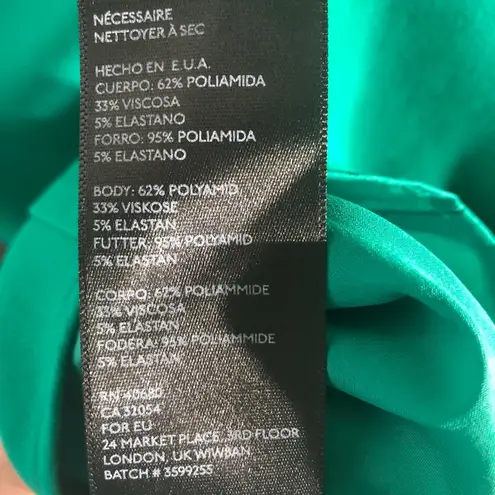 NÉCESSAIRE
NETTOYER À SEC
HECHO EN E.U.A.
CUERPO: 62% POLIAMIDA
33% VISCOSA
5% ELASTANO
FORRO: 95% POLIAMIDA
5% ELASTANO
BODY: 62% POLYAMID
33% VISKOSE
5% ELASTAN
FUTTER: 95% POLYAMID
5% ELASTAN
CORPO: 62% POLIAMMIDE
33% VISCOSA
5% ELASTAN
FODERA: 95% POLIAMMIDE
5% ELASTAN
RN 40680
CA 32054
FOR EU
24 MARKET PLACE, 3RD FLOOR
LONDON, UK WIWBAN
BATCH # 3599255